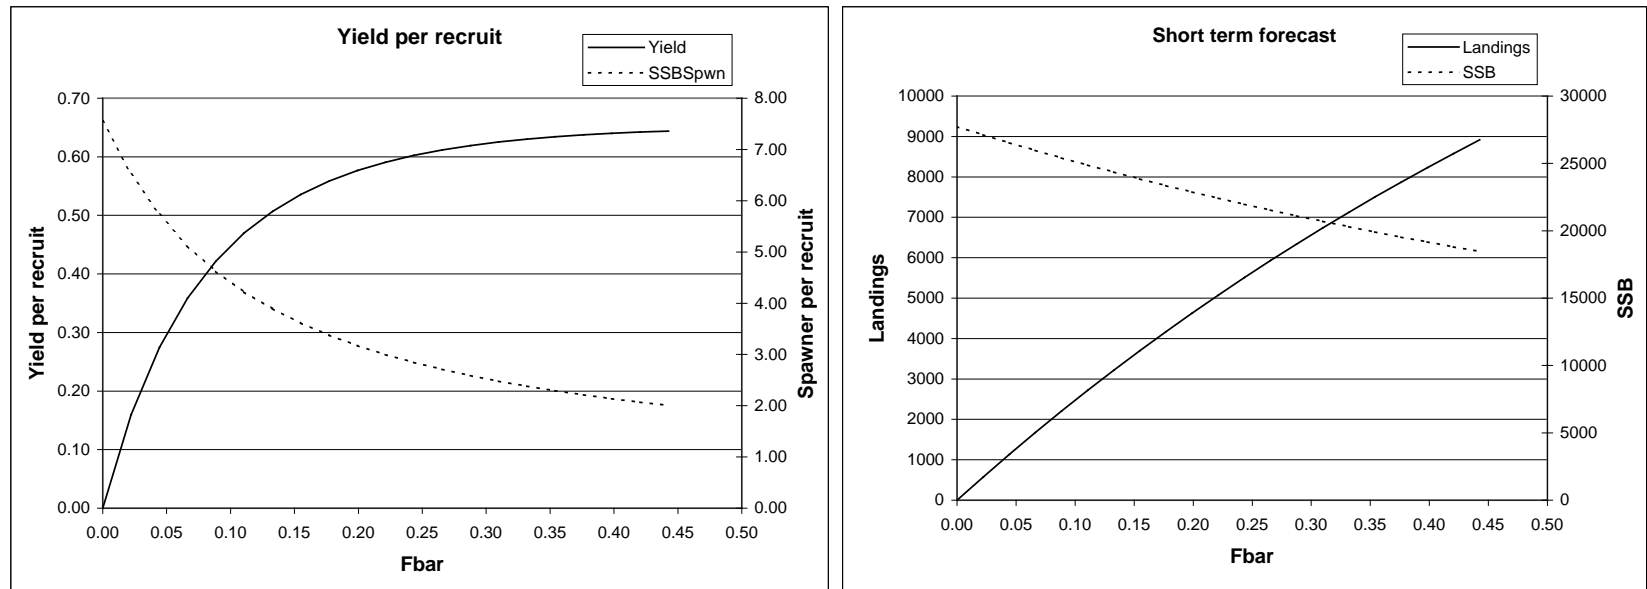 Yield per recruit
Yield
SSBSpwn
0.70
0.60
0.50
0.40
0.30
0.20
0.10
0.00
Yield per recruit
8.00
7.00
6.00
5.00
4.00
3.00
2.00
1.00
0.00
Spawner per recruit
0.00 0.05 0.10 0.15 0.20 0.25 0.30 0.35 0.40 0.45 0.50
Fbar
Short term forecast
Landings
SSB
10000
9000
8000
7000
6000
5000
4000
3000
2000
1000
0
Landings
30000
25000
20000
15000
10000
5000
0
SSB
0.00 0.05 0.10 0.15 0.20 0.25 0.30 0.35 0.40 0.45 0.50
Fbar